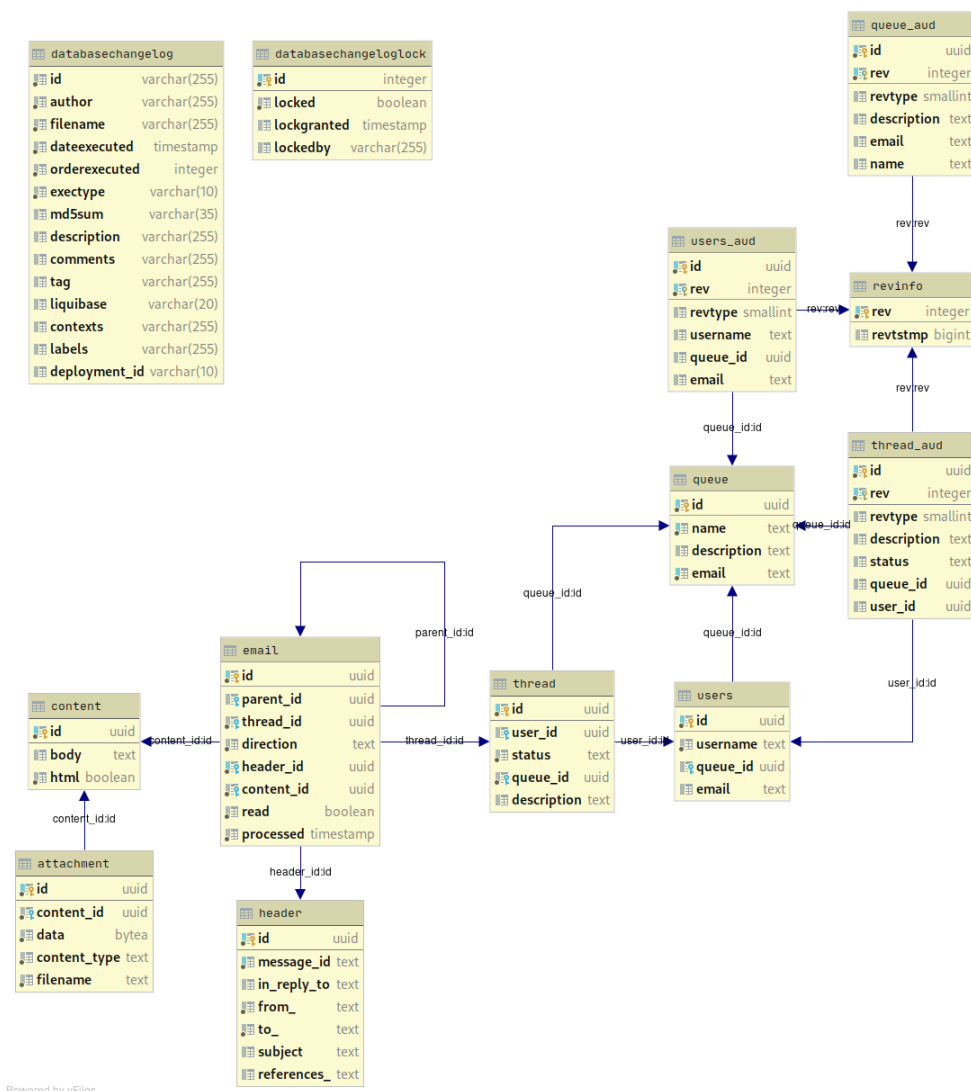 databasechangelog
id varchar(255)
author varchar(255)
filename varchar(255)
dateexecuted timestamp
orderexecuted integer
exectype varchar(10)
md5sum varchar(35)
description varchar(255)
comments varchar(255)
tag varchar(255)
liquibase varchar(20)
contexts varchar(255)
labels varchar(255)
deployment_id varchar(10)
databasechangeloglock
id integer
locked boolean
lockgranted timestamp
lockedby varchar(255)
queue_aud
id uuid
rev integer
revtype smallint
description text
email text
name text
rev:rev
users_aud
id uuid
rev integer
revtype smallint
username text
queue_id uuid
email text
rev:rev
revinfo
rev integer
revtstmp bigint
rev:rev
queue_id:id
thread_aud
id uuid
rev integer
revtype smallint
description text
status text
queue_id uuid
user_id uuid
queue
id uuid
name text
description text
email text
queue_id:id
queue_id:id
queue_id:id
user_id:id
parent_id:id
email
id uuid
parent_id uuid
thread_id uuid
direction text
header_id uuid
content_id uuid
read boolean
processed timestamp
thread_id:id
thread
id uuid
user_id uuid
status text
queue_id uuid
description text
user_id:id
users
id uuid
username text
queue_id uuid
email text
content
id uuid
body text
html boolean
content_id:id
content_id:id
attachment
id uuid
content_id uuid
data bytea
content_type text
filename text
header_id:id
header
id uuid
message_id text
in_reply_to text
from_ text
to_ text
subject text
references_ text
Powered by yFiles